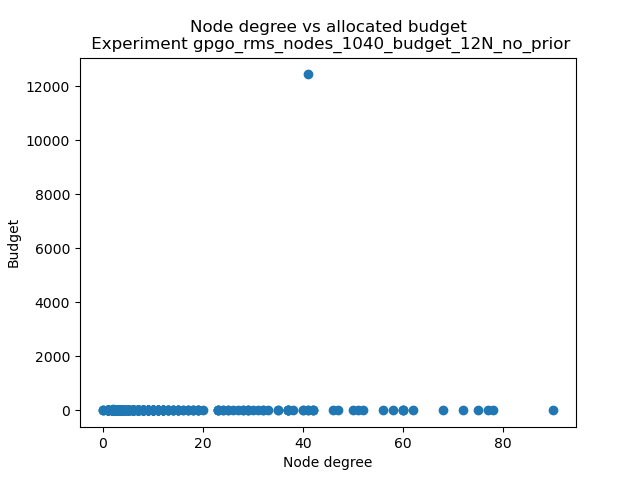 Node degree vs allocated budget
Experiment gpgo_rms_nodes_1040_budget_12N_no_prior
12000
10000
8000
6000
4000
2000
0
Budget
0 20 40 60 80
Node degree